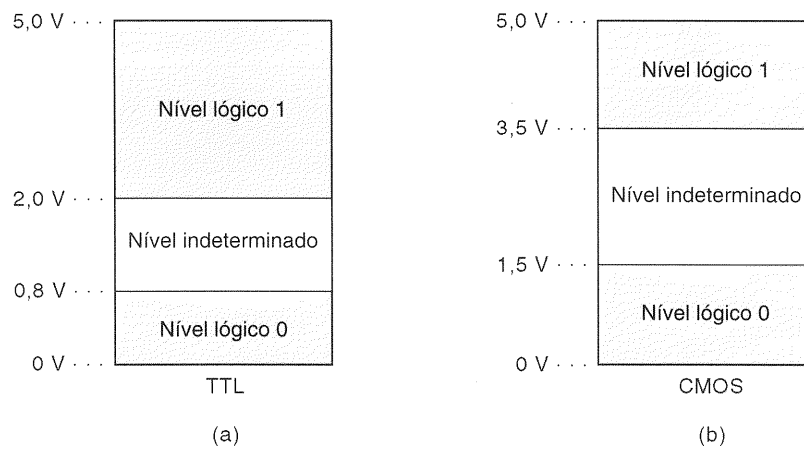 5,0 V · · ·
Nível lógico 1
2,0 V · · ·
Nível indeterminado
0,8 V · · ·
Nível lógico 0
0 V · · ·
TTL
(a)
5,0 V · · ·
Nível lógico 1
3,5 V · · ·
Nível indeterminado
1,5 V · · ·
Nível lógico 0
0 V · · ·
CMOS
(b)